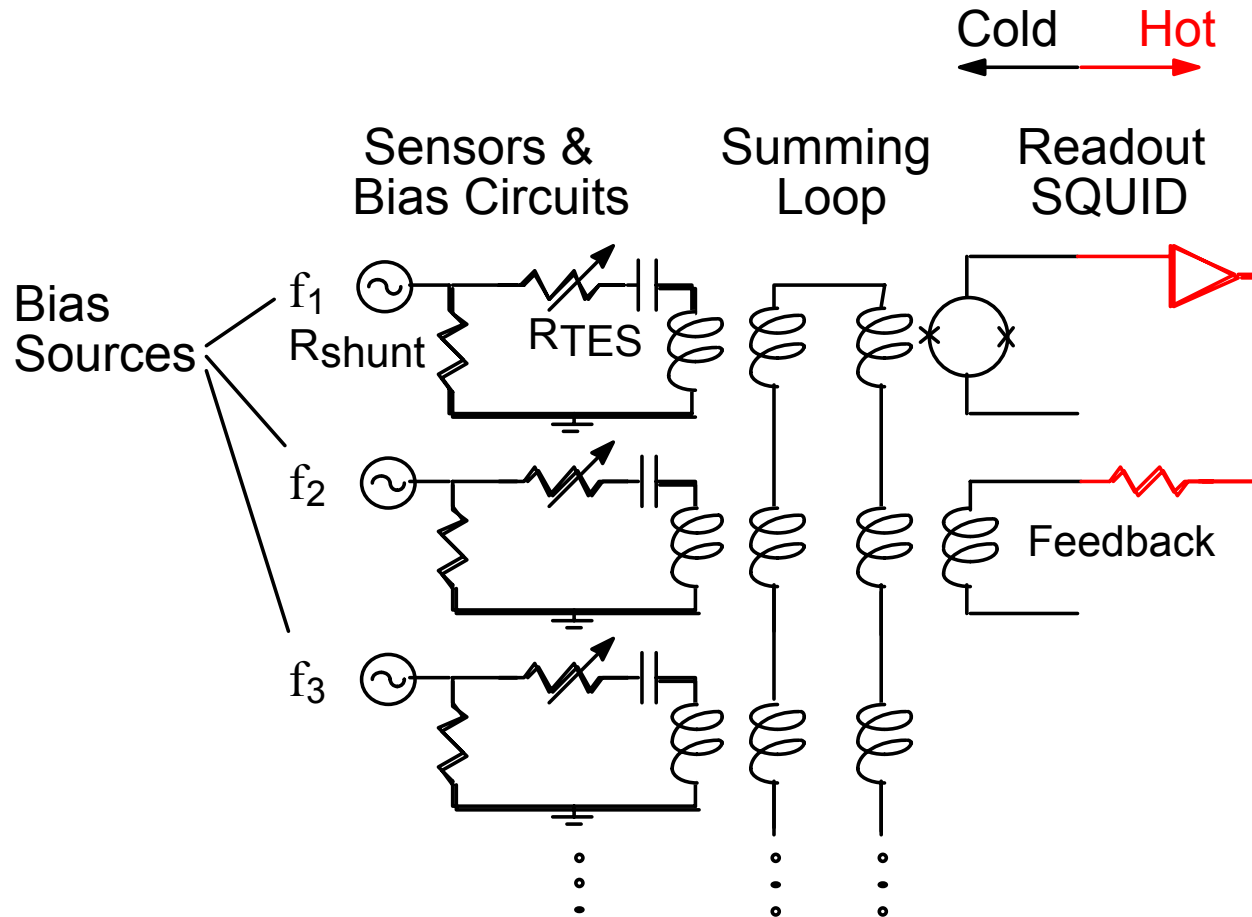 Cold Hot
Sensors &
Bias Circuits
Summing
Loop
Readout
SQUID
Bias
Sources
f1
Rshunt
RTES
f2
Feedback
f3